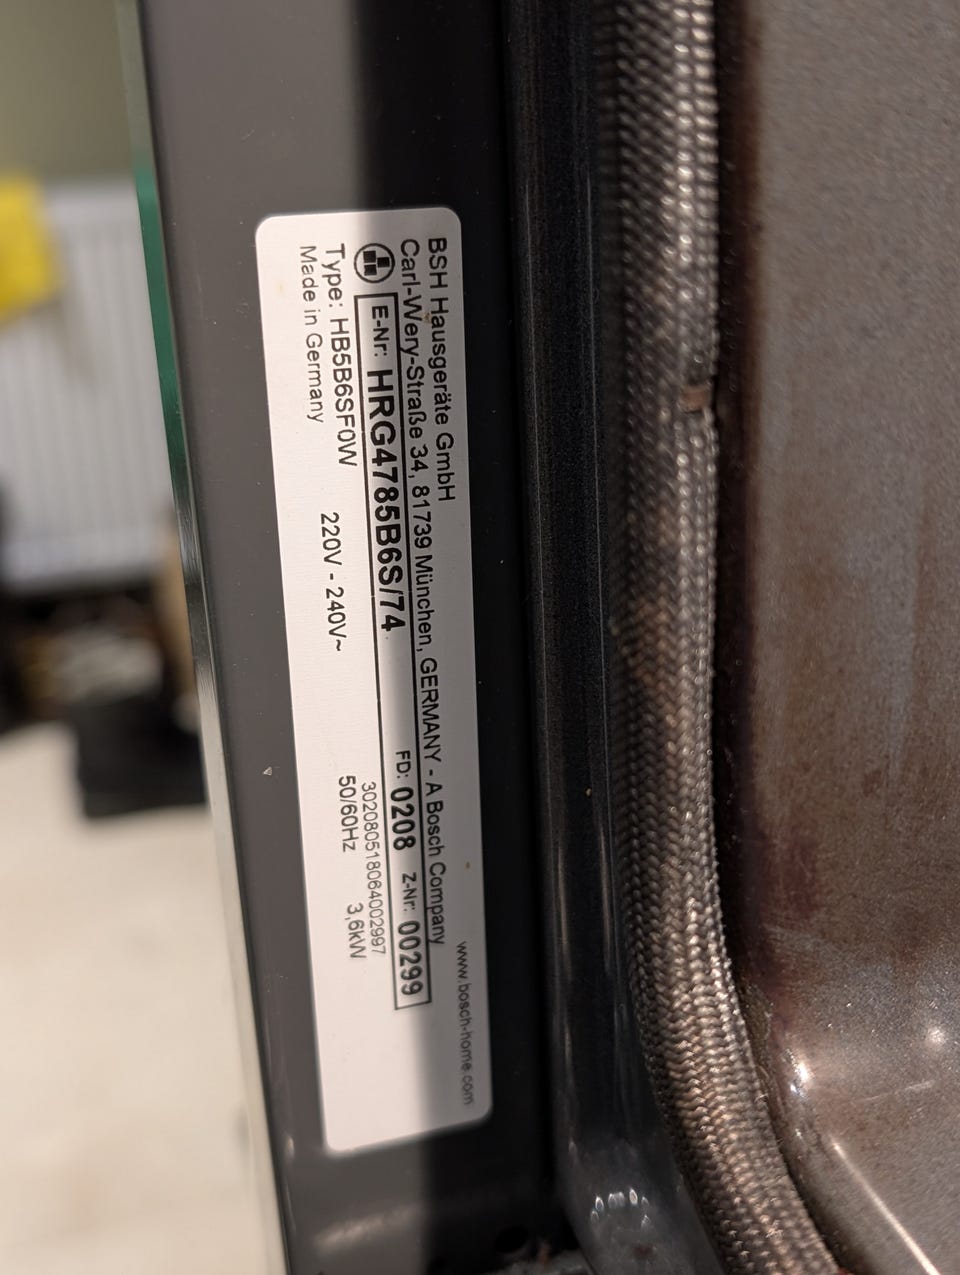 BSH Hausgeräte GmbH
Carl-Wery-Straße 34, 81739 München, GERMANY - A Bosch Company
www.bosch-home.com
E-Nr: HRG4785B6S/74 FD: 0208 Z-Nr: 00299
302080518064002997
Type: HB5B6SF0W 220V - 240V~ 50/60Hz 3,6kW
Made in Germany